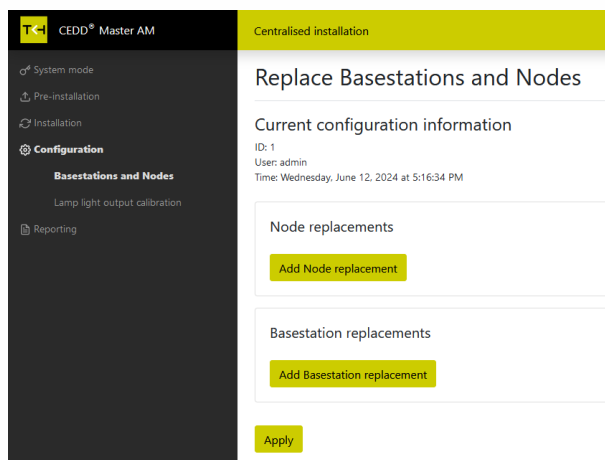 TKH CEDD® Master AM
Centralised installation
System mode
Pre-installation
Installation
Configuration
Basestations and Nodes
Lamp light output calibration
Reporting
Replace Basestations and Nodes
Current configuration information
ID: 1
User: admin
Time: Wednesday, June 12, 2024 at 5:16:34 PM
Node replacements
Add Node replacement
Basestation replacements
Add Basestation replacement
Apply